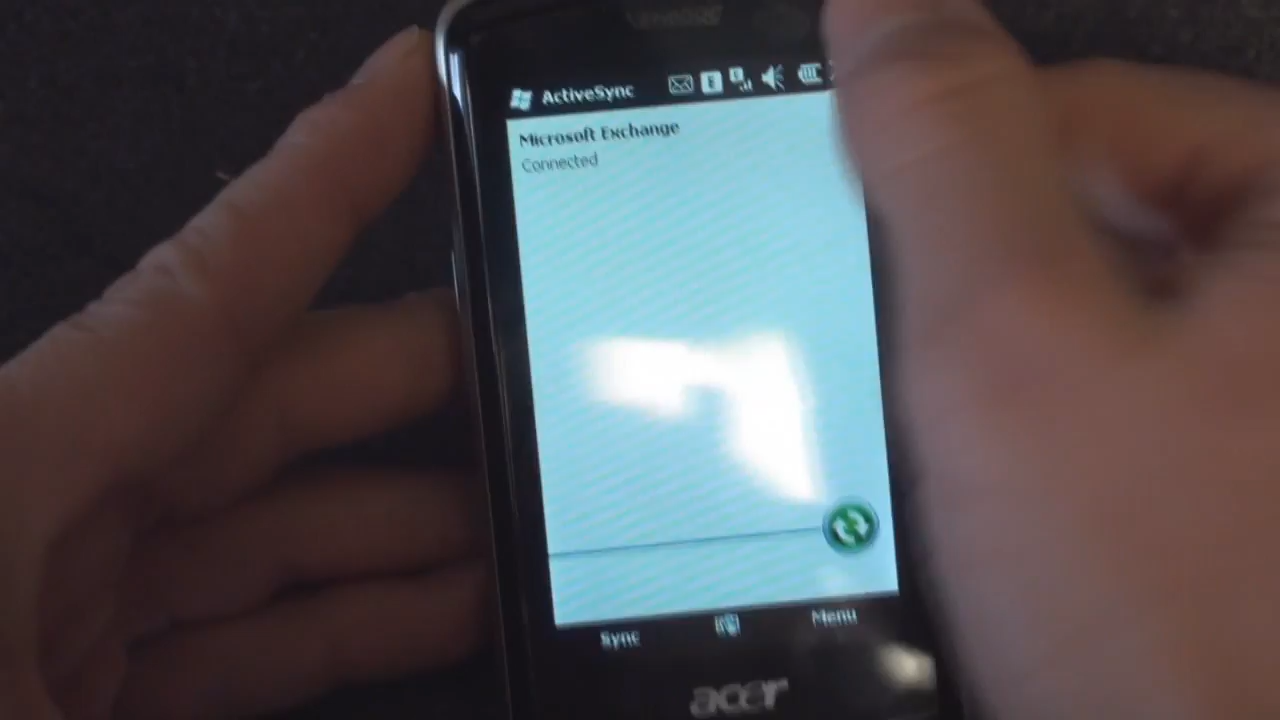 ActiveSync
Microsoft Exchange
Connected
Sync
Menu
acer